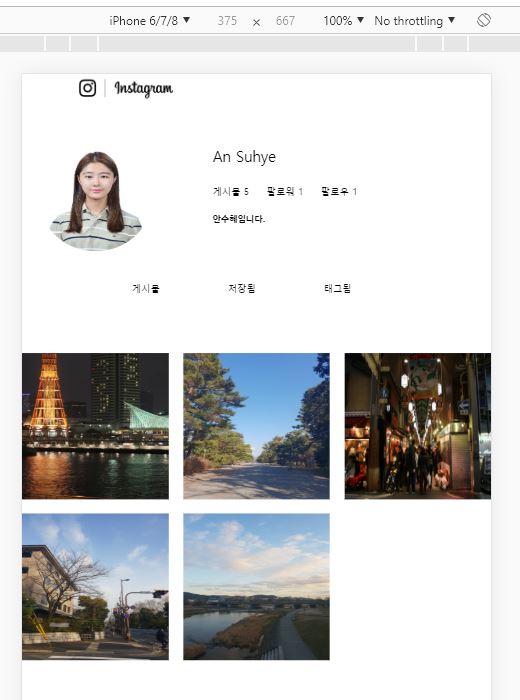 iPhone 6/7/8 ▼ 375 × 667 100% ▼ No throttling ▼
Instagram
An Suhye
게시물 5 팔로워 1 팔로우 1
안수혜입니다.
게시물 저장됨 태그됨